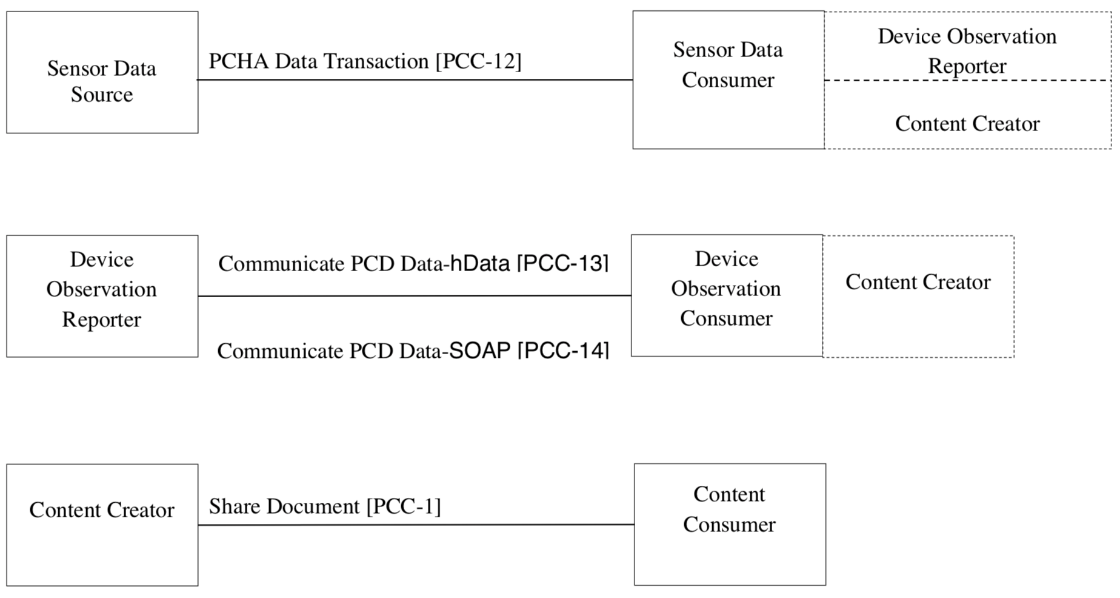 Sensor Data
Source
PCHA Data Transaction [PCC-12]
Sensor Data
Consumer
Device Observation
Reporter
Content Creator
Device
Observation
Reporter
Communicate PCD Data-hData [PCC-13]
Communicate PCD Data-SOAP [PCC-14]
Device
Observation
Consumer
Content Creator
Content Creator
Share Document [PCC-1]
Content
Consumer